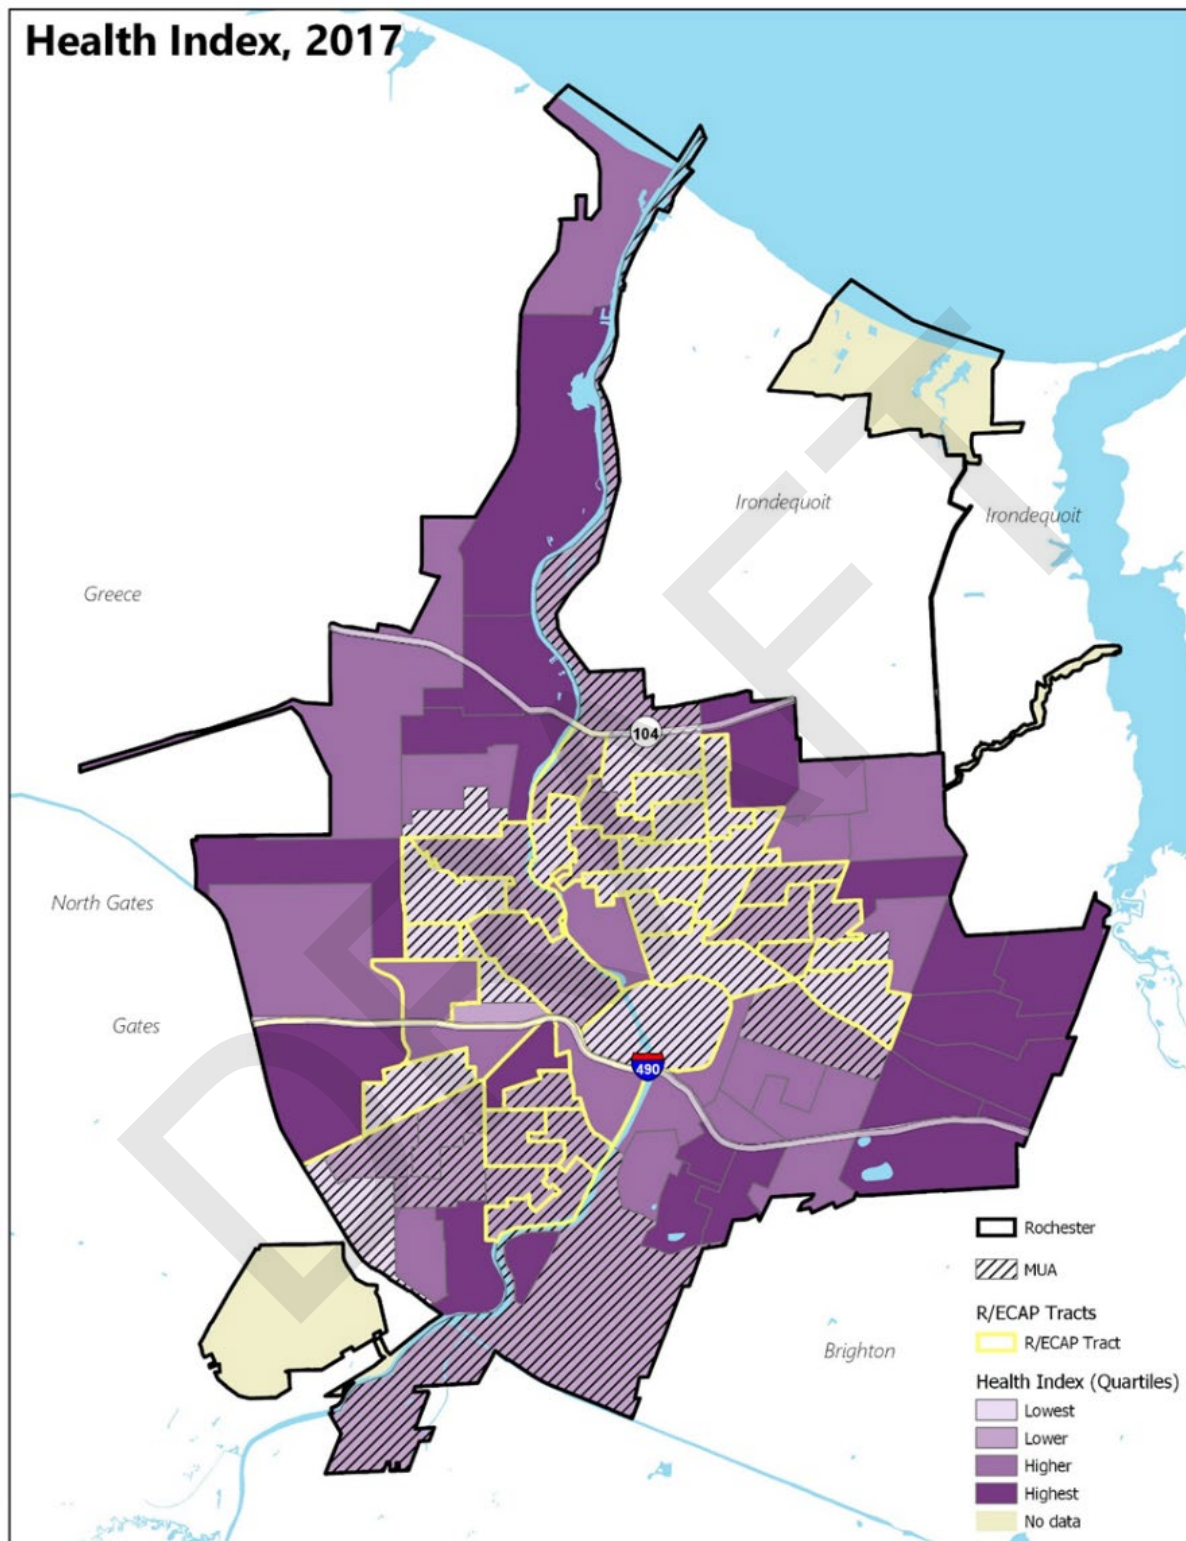 Health Index, 2017
Irondequoit
Irondequoit
Greece
104
North Gates
Gates
490
Brighton
Rochester
MUA
R/ECAP Tracts
R/ECAP Tract
Health Index (Quartiles)
Lowest
Lower
Higher
Highest
No data
DRAFT